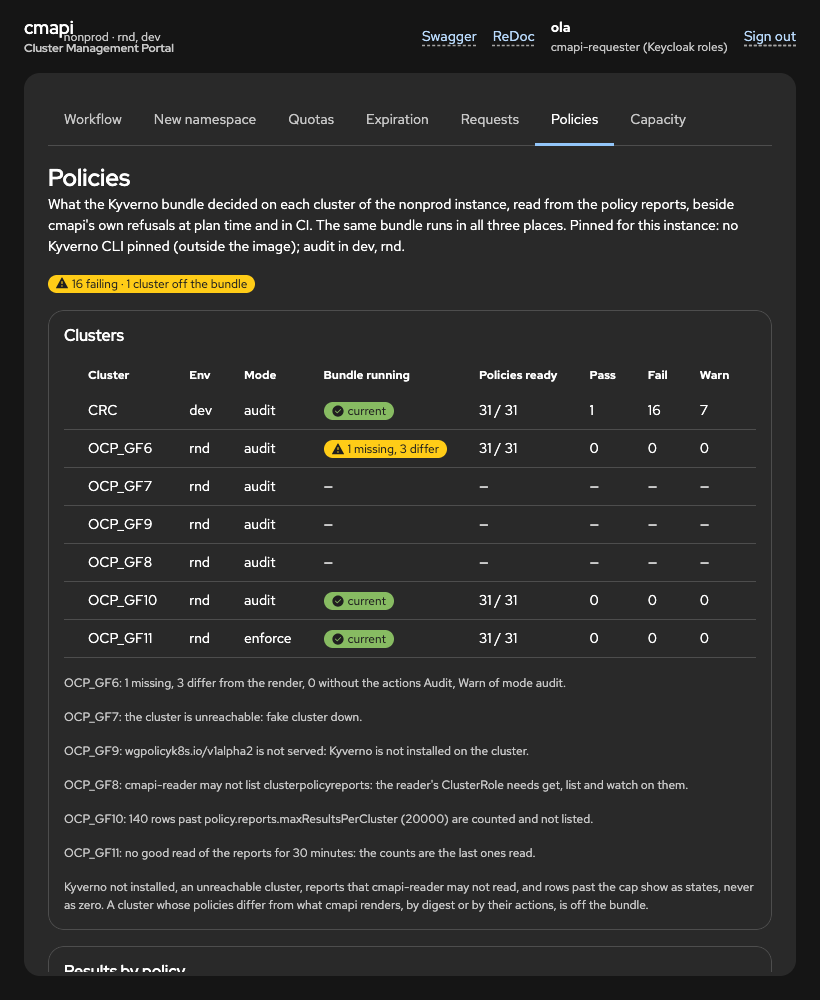 cmapi
nonprod · rnd, dev
Cluster Management Portal
Swagger
ReDoc
ola
cmapi-requester (Keycloak roles)
Sign out
Workflow
New namespace
Quotas
Expiration
Requests
Policies
Capacity
Policies
What the Kyverno bundle decided on each cluster of the nonprod instance, read from the policy reports, beside
cmapi's own refusals at plan time and in CI. The same bundle runs in all three places. Pinned for this instance: no
Kyverno CLI pinned (outside the image); audit in dev, rnd.
16 failing · 1 cluster off the bundle
Clusters
Cluster Env Mode Bundle running Policies ready Pass Fail Warn
CRC dev audit current 31 / 31 1 16 7
OCP_GF6 rnd audit 1 missing, 3 differ 31 / 31 0 0 0
OCP_GF7 rnd audit – – – – –
OCP_GF9 rnd audit – – – – –
OCP_GF8 rnd audit – – – – –
OCP_GF10 rnd audit current 31 / 31 0 0 0
OCP_GF11 rnd enforce current 31 / 31 0 0 0
OCP_GF6: 1 missing, 3 differ from the render, 0 without the actions Audit, Warn of mode audit.
OCP_GF7: the cluster is unreachable: fake cluster down.
OCP_GF9: wgpolicyk8s.io/v1alpha2 is not served: Kyverno is not installed on the cluster.
OCP_GF8: cmapi-reader may not list clusterpolicyreports: the reader's ClusterRole needs get, list and watch on them.
OCP_GF10: 140 rows past policy.reports.maxResultsPerCluster (20000) are counted and not listed.
OCP_GF11: no good read of the reports for 30 minutes: the counts are the last ones read.
Kyverno not installed, an unreachable cluster, reports that cmapi-reader may not read, and rows past the cap show as states, never
as zero. A cluster whose policies differ from what cmapi renders, by digest or by their actions, is off the bundle.
Results by policy